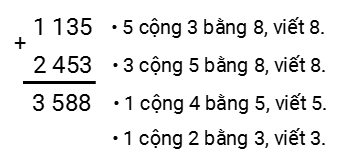 1 135 • 5 cộng 3 bằng 8, viết 8.
+
2 453 • 3 cộng 5 bằng 8, viết 8.
3 588 • 1 cộng 4 bằng 5, viết 5.
• 1 cộng 2 bằng 3, viết 3.